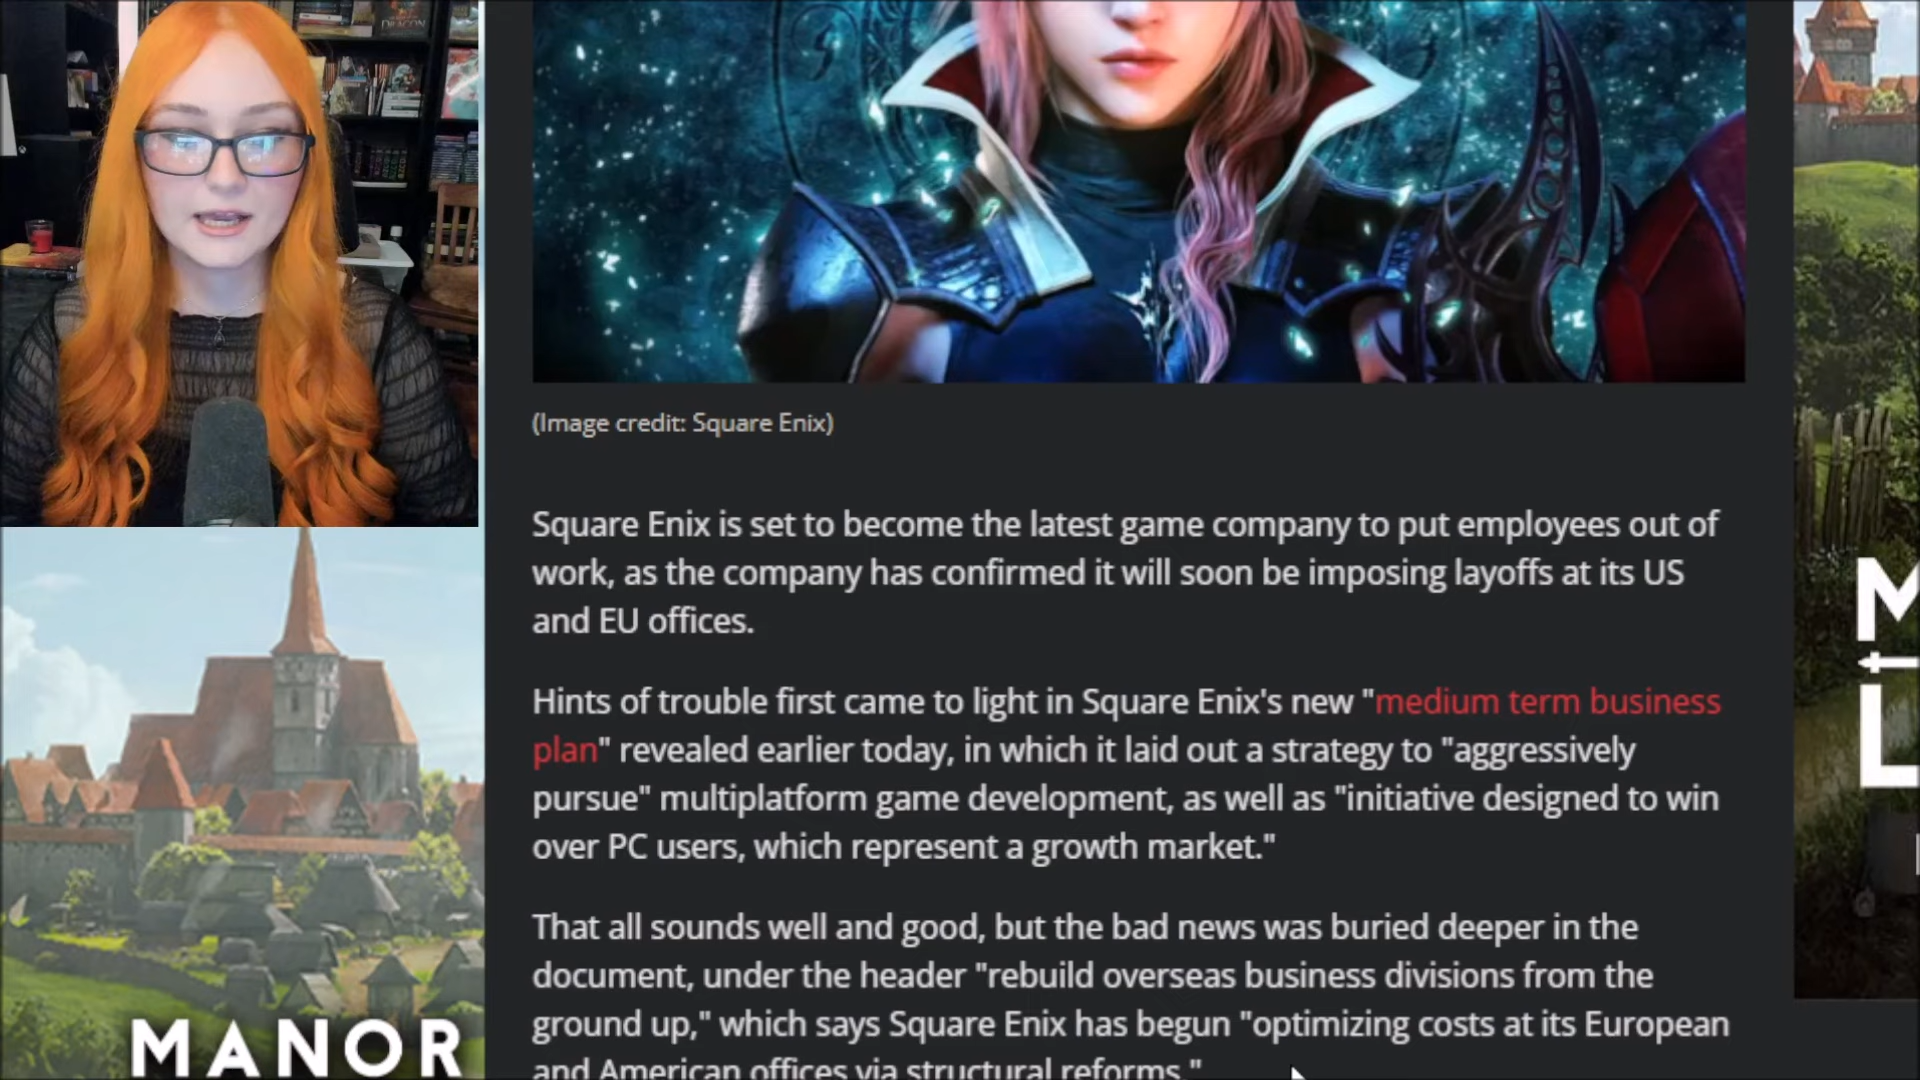 DRAGON
(Image credit: Square Enix)
Square Enix is set to become the latest game company to put employees out of
work, as the company has confirmed it will soon be imposing layoffs at its US
and EU offices.
Hints of trouble first came to light in Square Enix's new "medium term business
plan" revealed earlier today, in which it laid out a strategy to "aggressively
pursue" multiplatform game development, as well as "initiative designed to win
over PC users, which represent a growth market."
That all sounds well and good, but the bad news was buried deeper in the
document, under the header "rebuild overseas business divisions from the
ground up," which says Square Enix has begun "optimizing costs at its European
and American offices via structural reforms."
MANOR
M
L